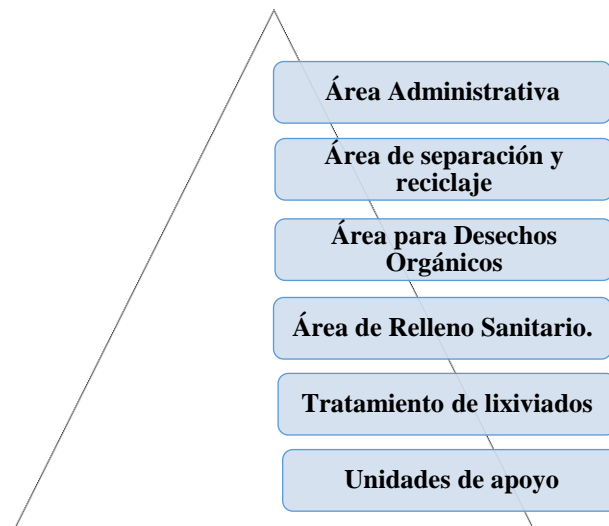 Área Administrativa
Área de separación y
reciclaje
Área para Desechos
Orgánicos
Área de Relleno Sanitario.
Tratamiento de lixiviados
Unidades de apoyo